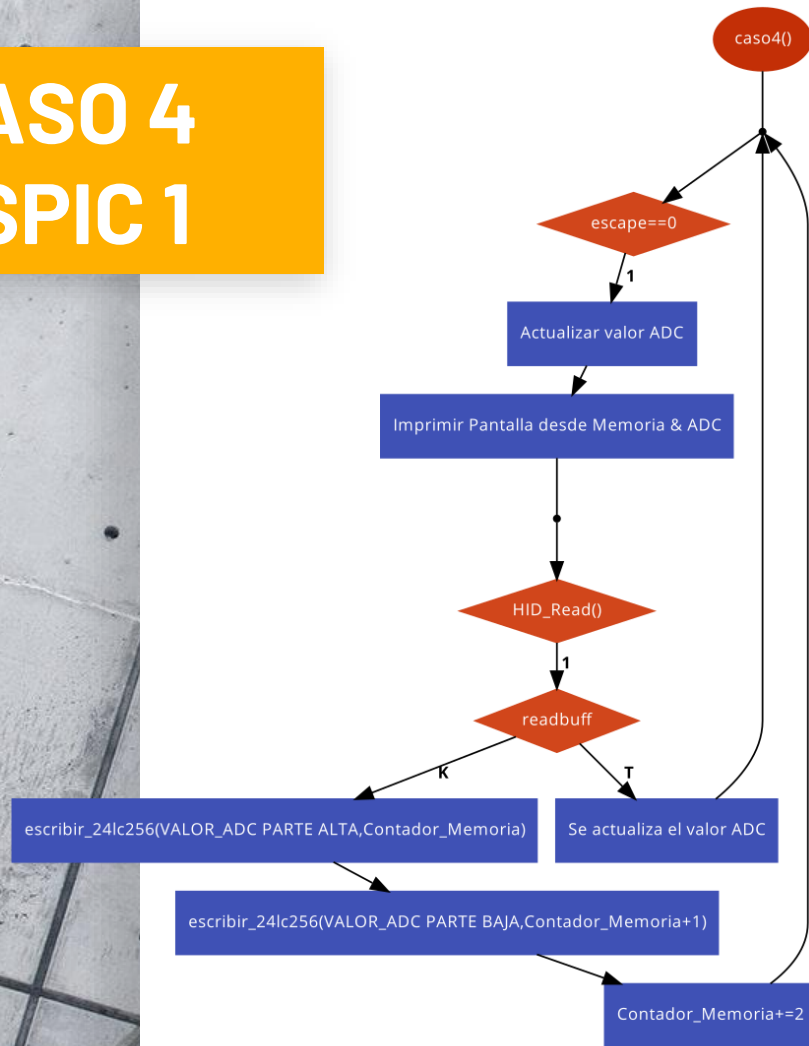 ASO 4
SPIC 1
caso4()
escape==0
1
Actualizar valor ADC
Imprimir Pantalla desde Memoria & ADC
HID_Read()
1
readbuff
K
T
escribir_24lc256(VALOR_ADC PARTE ALTA,Contador_Memoria)
Se actualiza el valor ADC
escribir_24lc256(VALOR_ADC PARTE BAJA,Contador_Memoria+1)
Contador_Memoria+=2